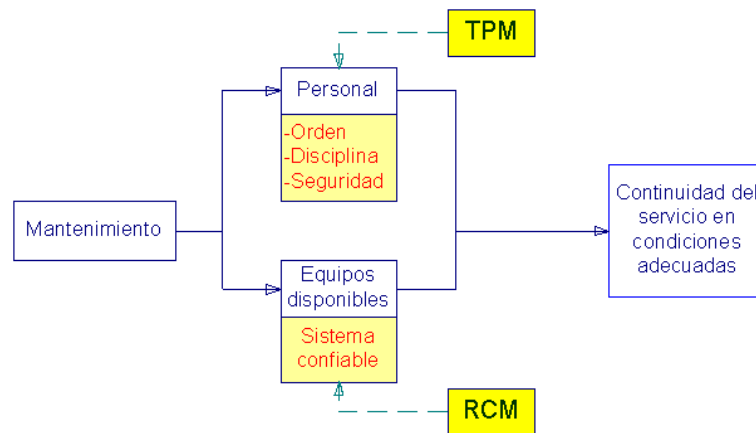 TPM
Personal
-Orden
-Disciplina
-Seguridad
Mantenimiento
Continuidad del
servicio en
condiciones
adecuadas
Equipos
disponibles
Sistema
confiable
RCM